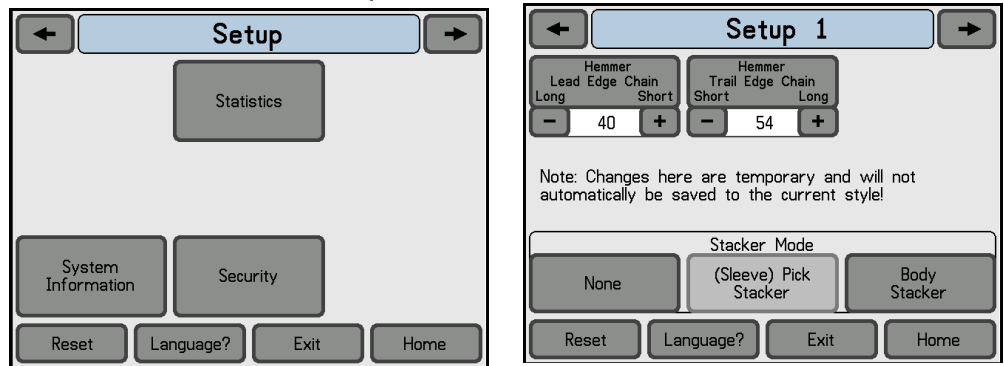 Setup
Statistics
System
Information
Security
Reset Language? Exit Home
Setup 1
Hemmer
Lead Edge Chain
Long Short
- 40 +
Hemmer
Trail Edge Chain
Short Long
- 54 +
Note: Changes here are temporary and will not
automatically be saved to the current style!
Stacker Mode
None
(Sleeve) Pick
Stacker
Body
Stacker
Reset Language? Exit Home